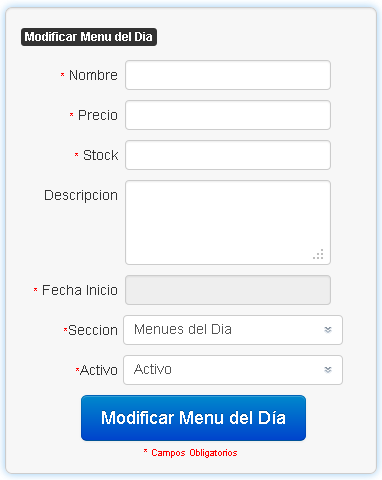 Modificar Menu del Día
* Nombre
* Precio
* Stock
Descripcion
* Fecha Inicio
*Seccion Menues del Dia
*Activo Activo
Modificar Menu del Día
* Campos Obligatorios